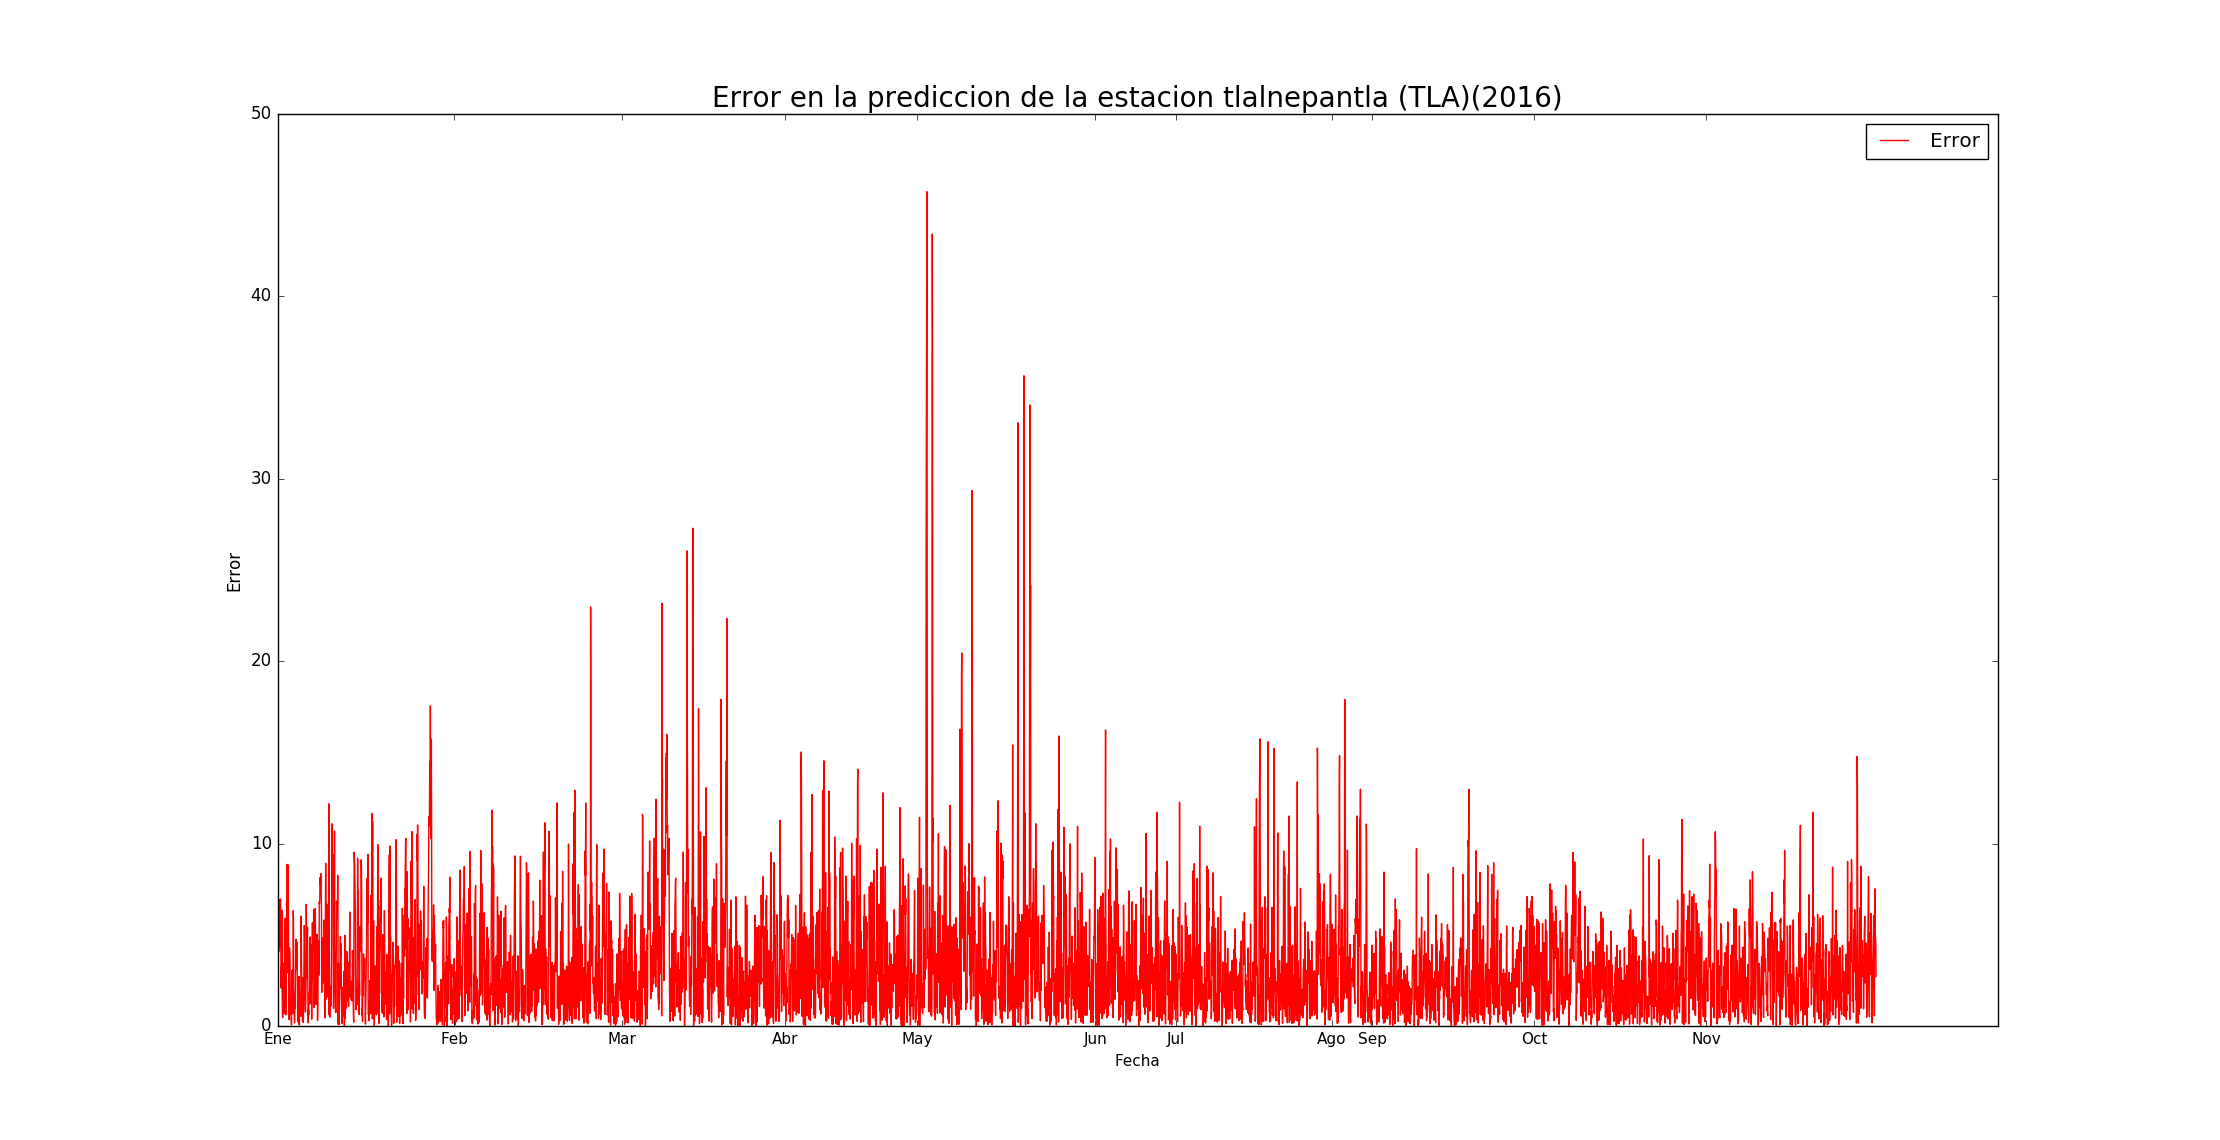 Error en la prediccion de la estacion tlalnepantla (TLA)(2016)
Error
50
40
30
20
10
0
Error
Ene Feb Mar Abr May Jun Jul Ago Sep Oct Nov
Fecha